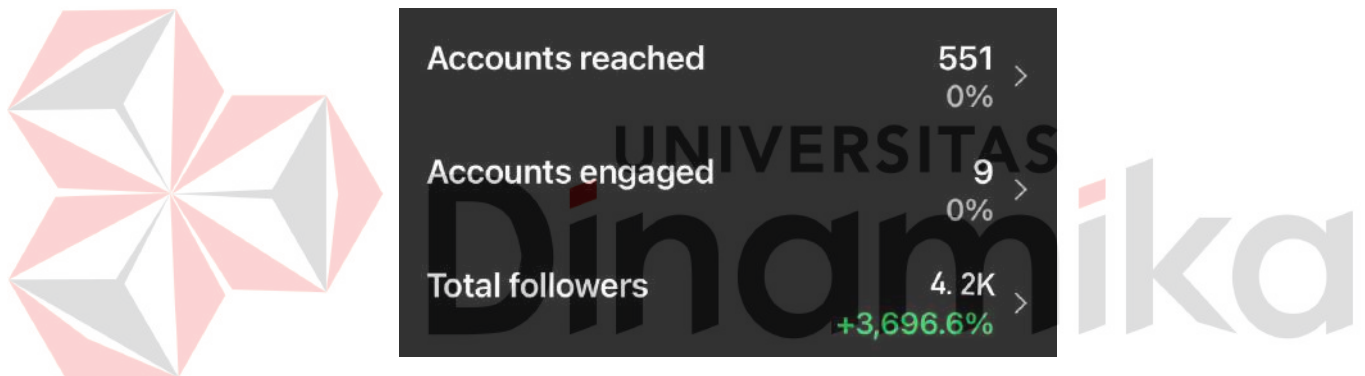 Accounts reached 551
0%
UNIVERSITAS
Accounts engaged 9
0%
Dinamika
Total followers 4. 2K
+3,696.6%